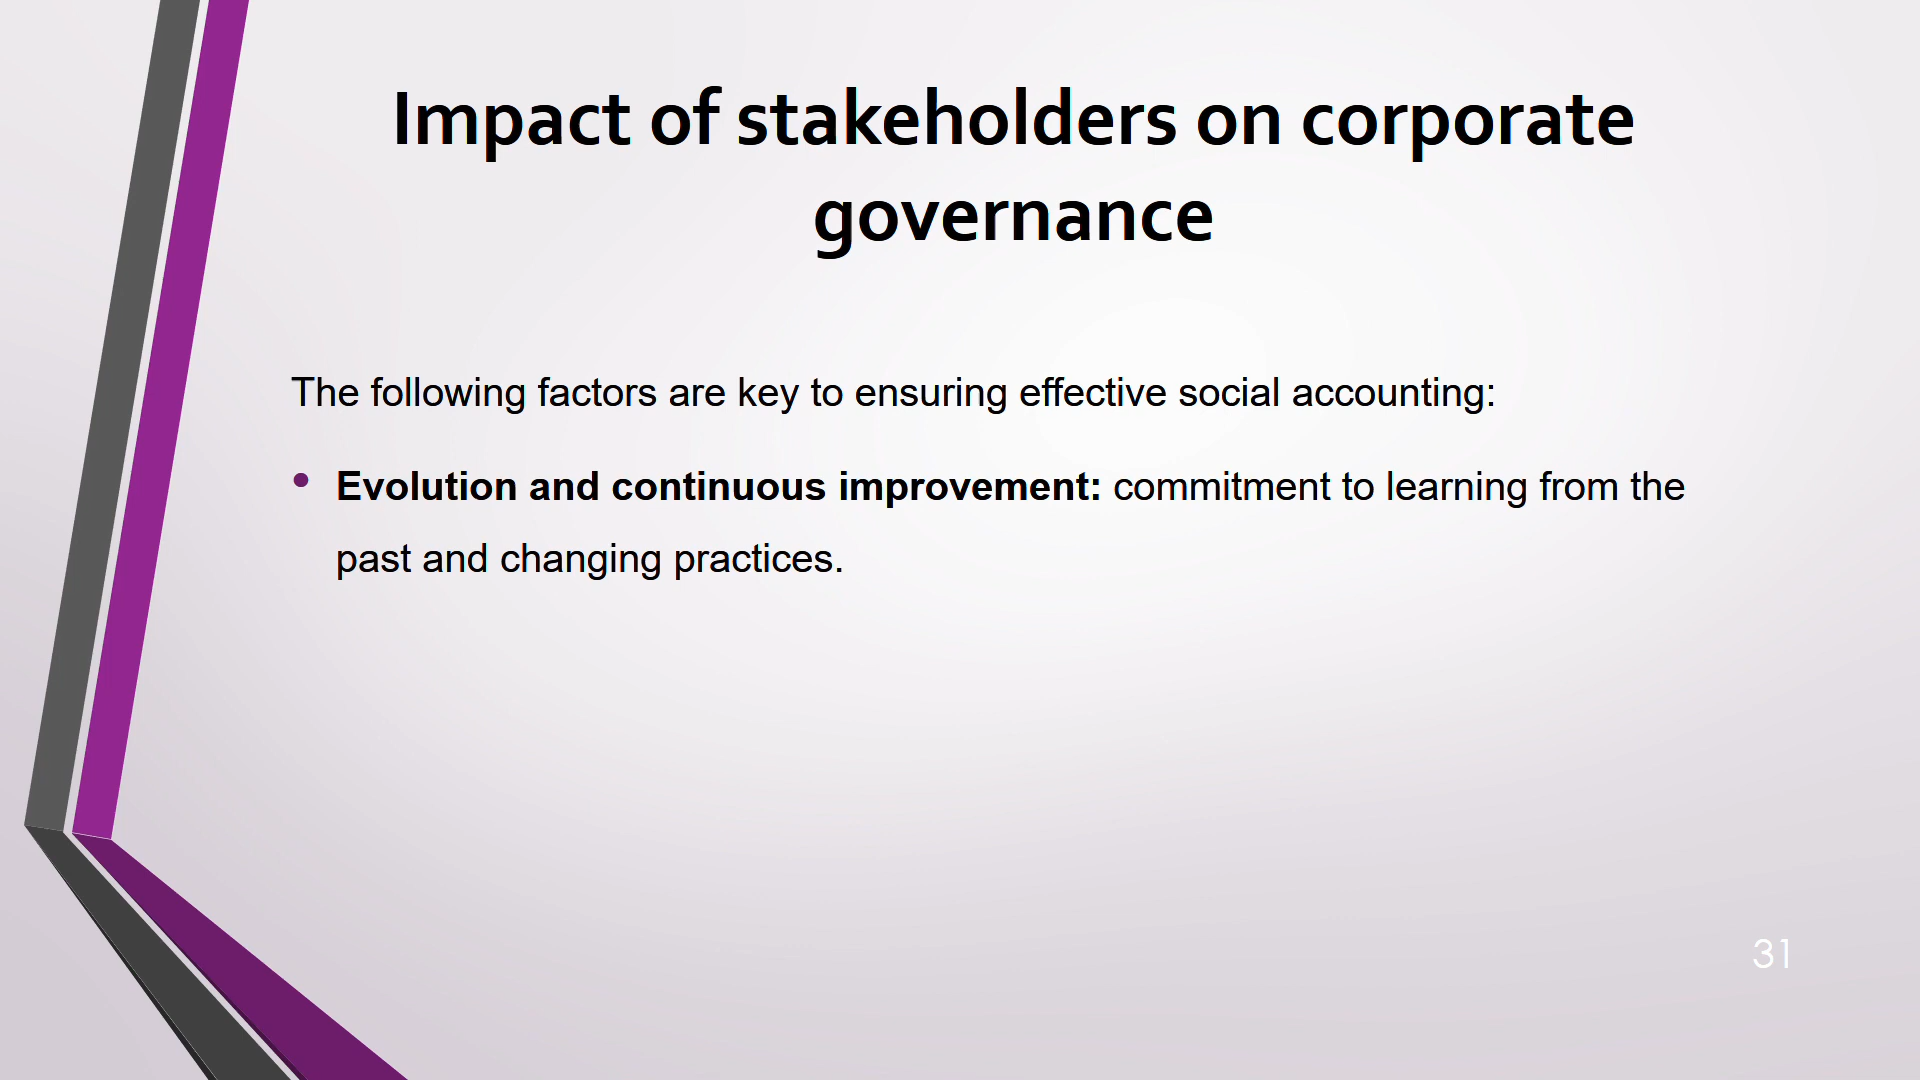 Impact of stakeholders on corporate
governance
The following factors are key to ensuring effective social accounting:
• Evolution and continuous improvement: commitment to learning from the
past and changing practices.
31